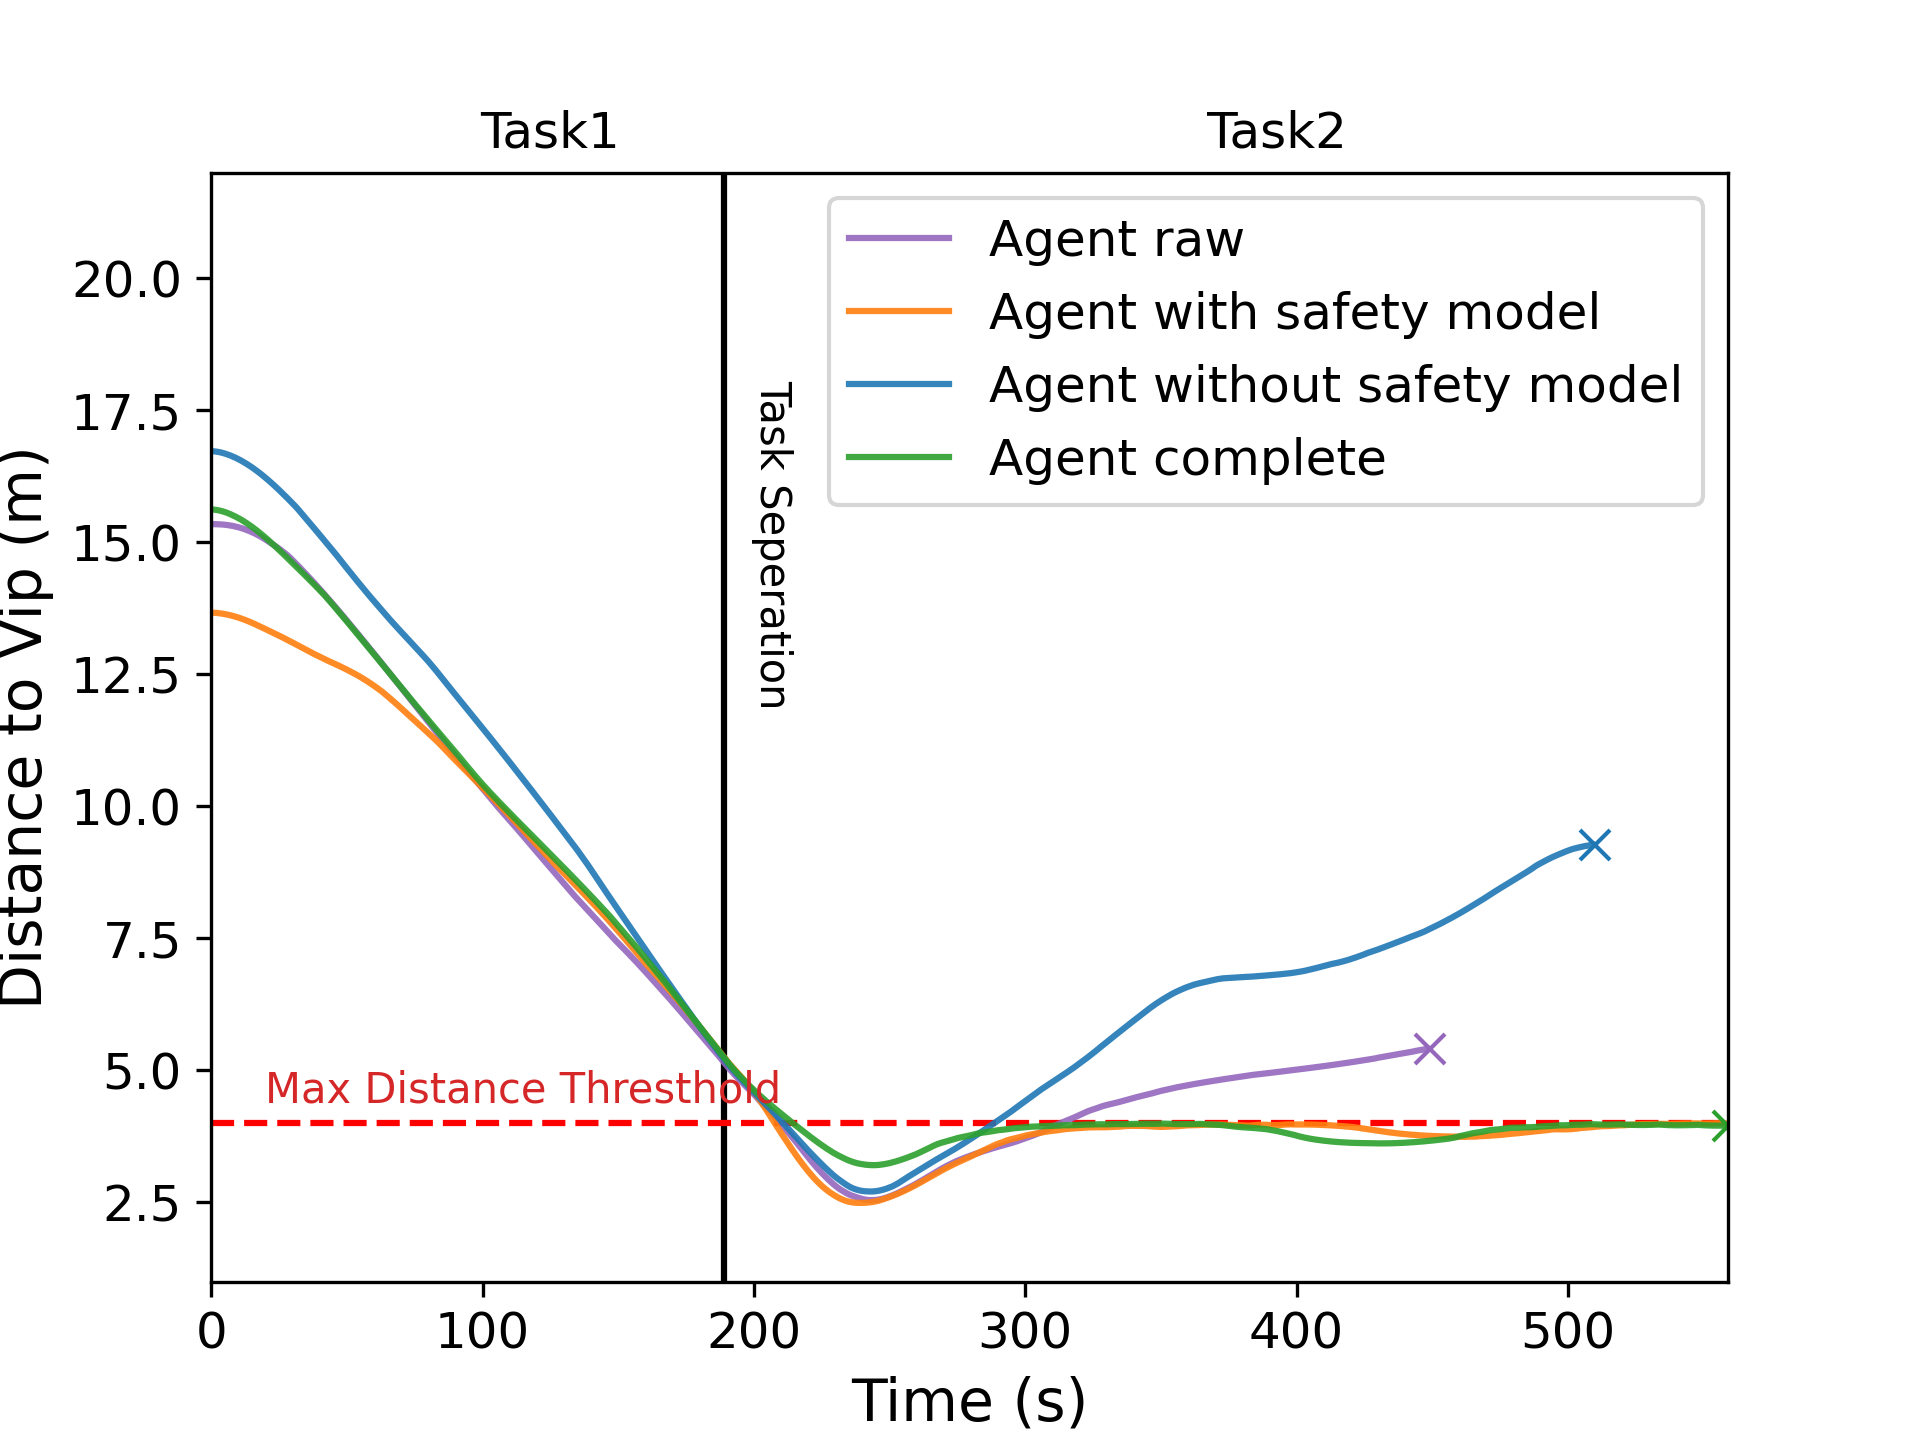 Task1
Task2
Agent raw
Agent with safety model
Agent without safety model
Agent complete
Task Seperation
Max Distance Thresthold
Distance to Vip (m)
20.0
17.5
15.0
12.5
10.0
7.5
5.0
2.5
0
100
200
300
400
500
Time (s)